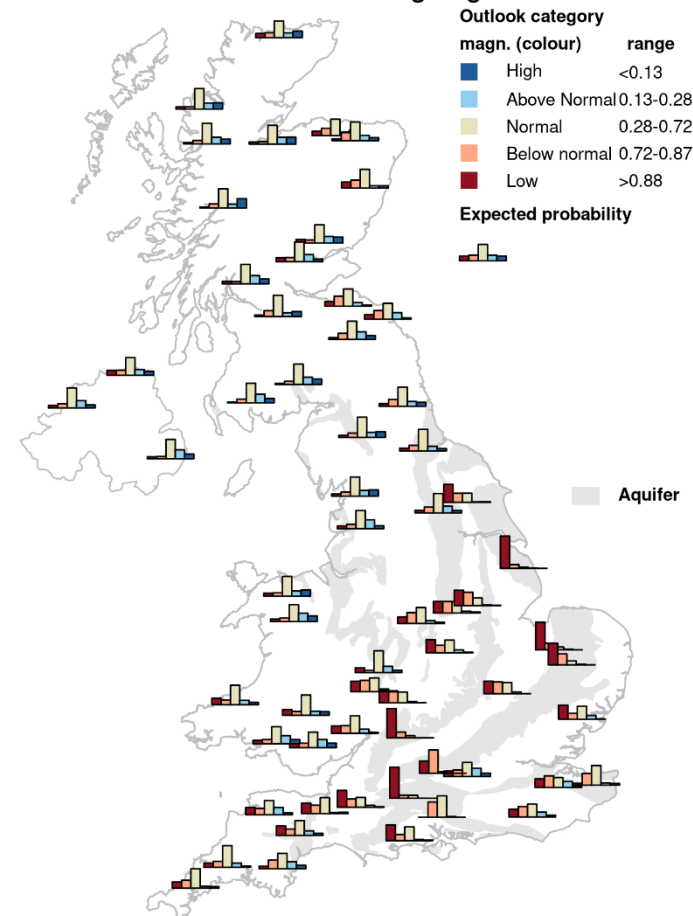 Outlook category
magn. (colour) range
High <0.13
Above Normal 0.13-0.28
Normal 0.28-0.72
Below normal 0.72-0.87
Low >0.88
Expected probability
Aquifer